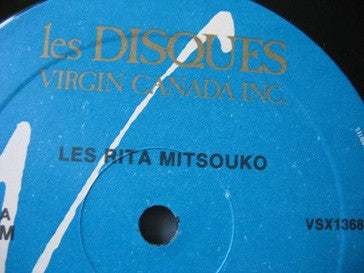 les DISQUES
VIRGIN CANADA INC.
LES RITA MITSOUKO
A
M
VSX1368